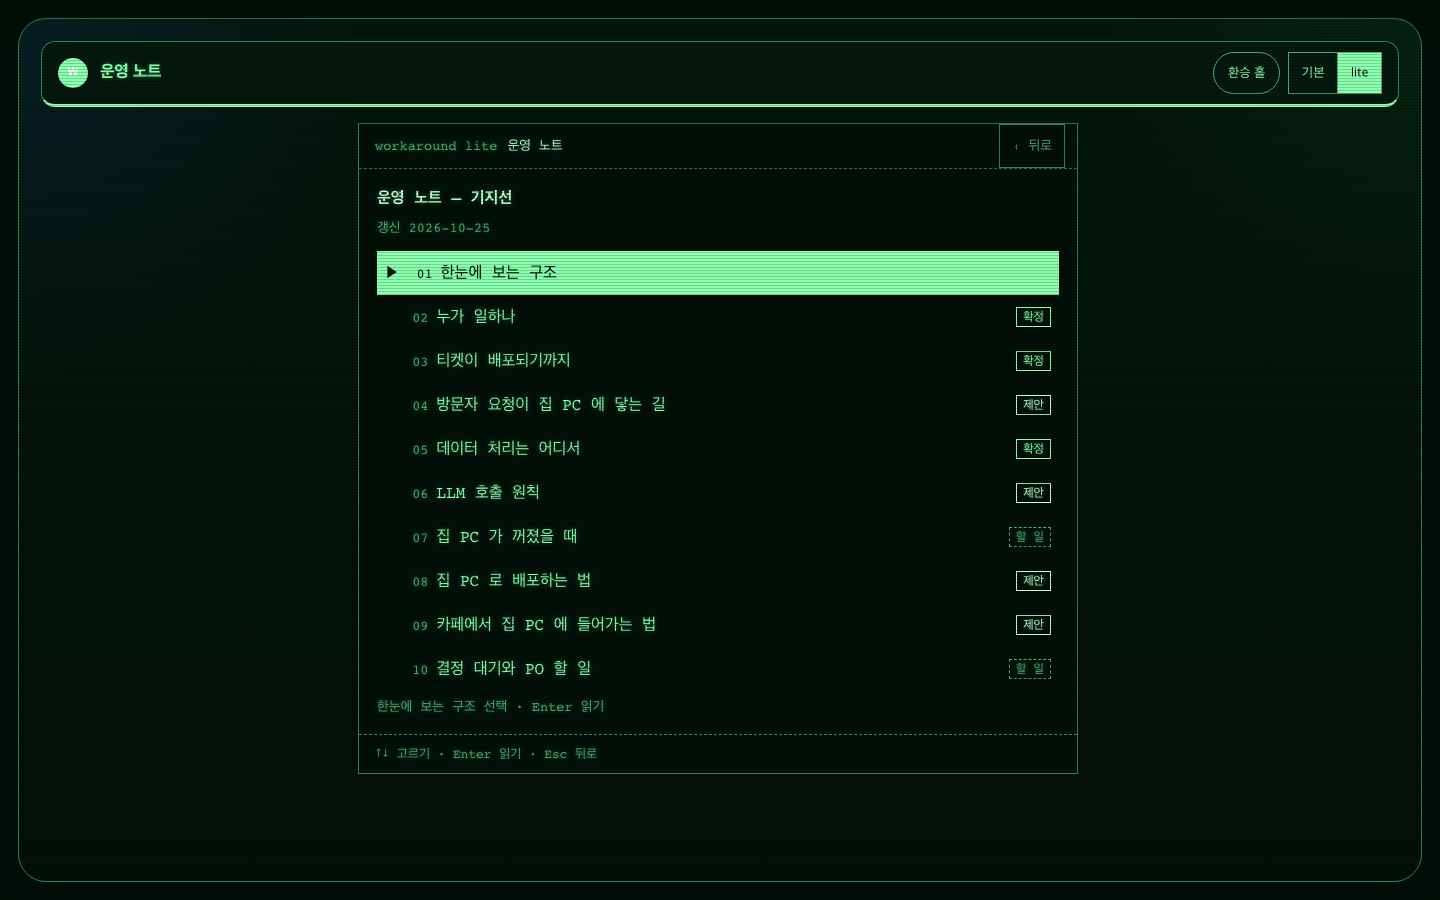 W 운영 노트
환승 홀 기본 lite
workaround lite 운영 노트
‹ 뒤로
운영 노트 — 기지선
갱신 2026-10-25
▶ 01 한눈에 보는 구조
02 누가 일하나 확정
03 티켓이 배포되기까지 확정
04 방문자 요청이 집 PC 에 닿는 길 제안
05 데이터 처리는 어디서 확정
06 LLM 호출 원칙 제안
07 집 PC 가 꺼졌을 때 할 일
08 집 PC 로 배포하는 법 제안
09 카페에서 집 PC 에 들어가는 법 제안
10 결정 대기와 PO 할 일 할 일
한눈에 보는 구조 선택 · Enter 읽기
↑↓ 고르기 · Enter 읽기 · Esc 뒤로